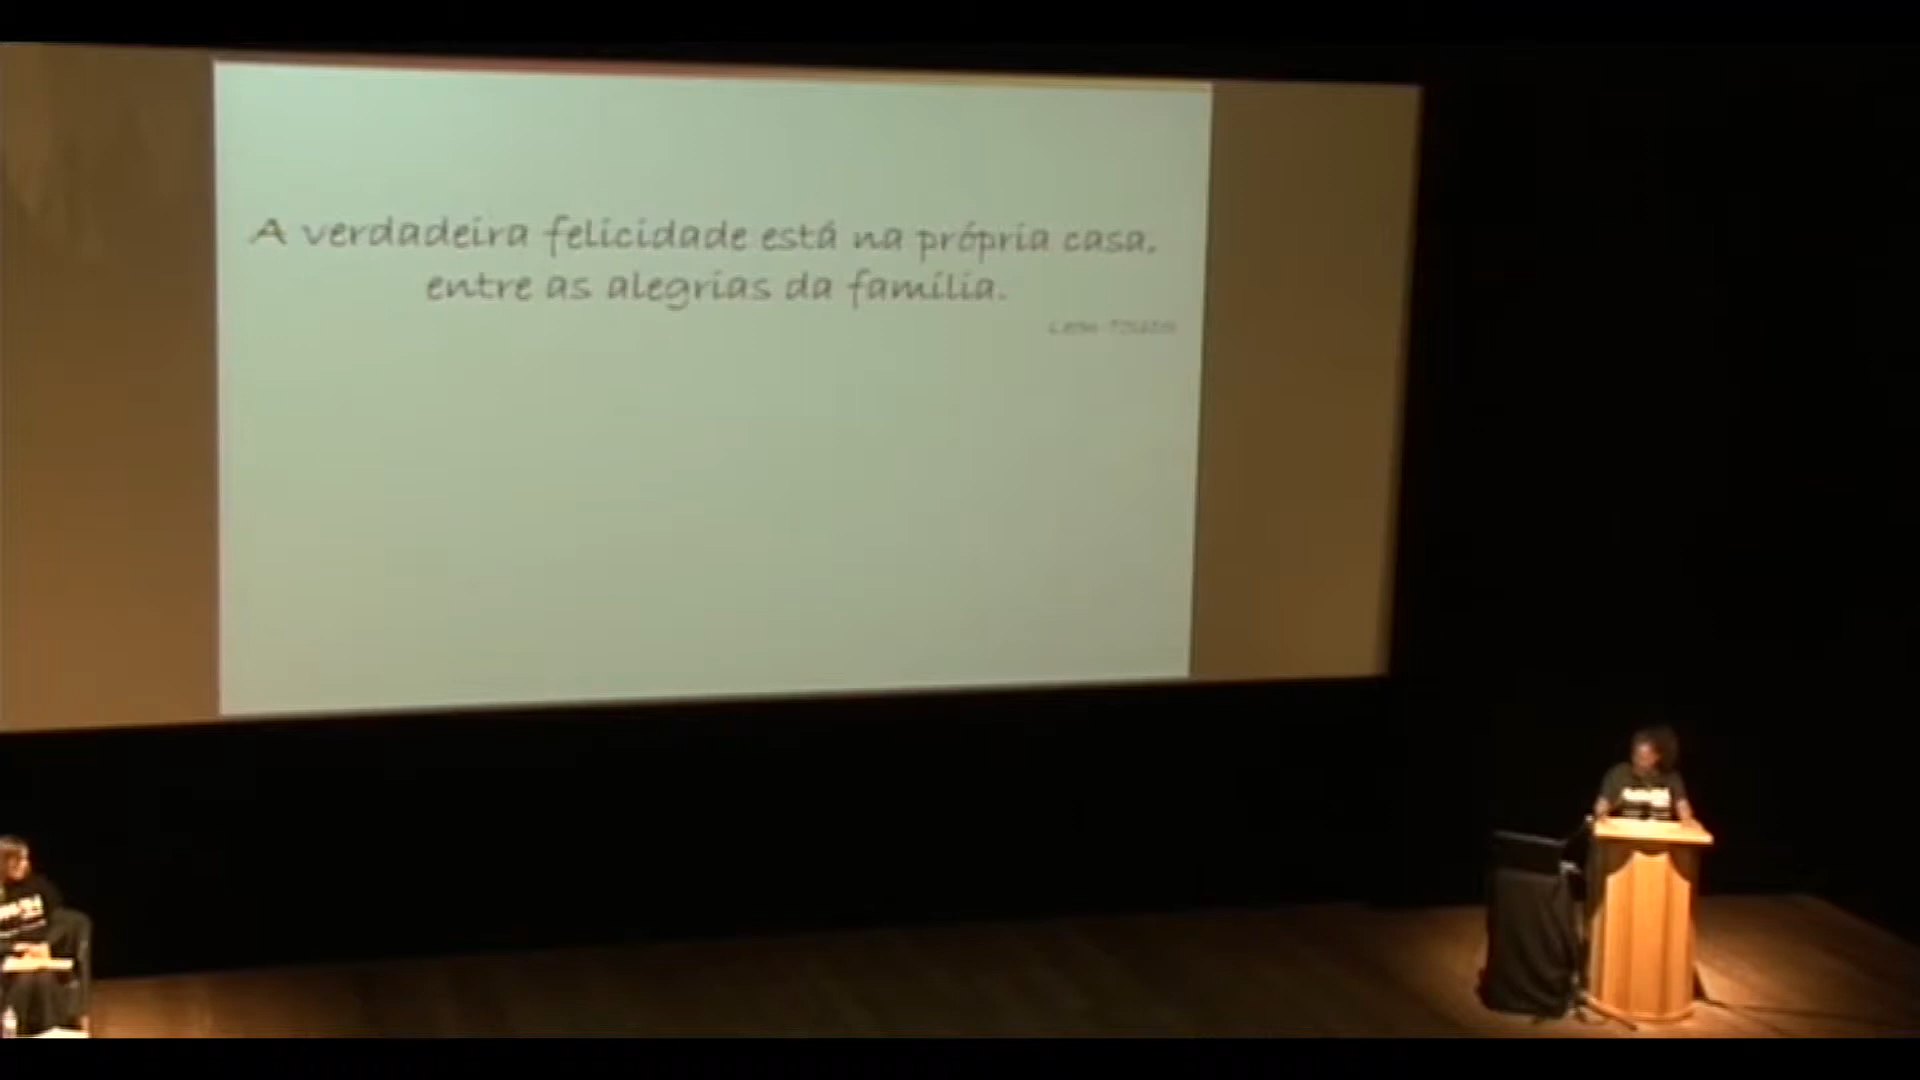 A verdadeira felicidade está na própria casa,
entre as alegrias da família.